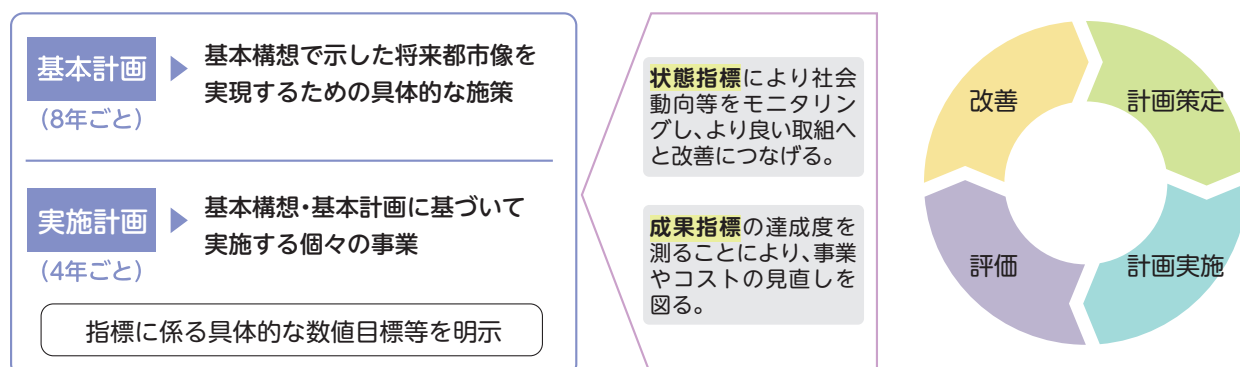 基本計画
(8年ごと)
基本構想で示した将来都市像を
実現するための具体的な施策
実施計画
(4年ごと)
基本構想・基本計画に基づいて
実施する個々の事業
指標に係る具体的な数値目標等を明示
状態指標により社会
動向等をモニタリン
グし、より良い取組へ
と改善につなげる。
成果指標の達成度を
測ることにより、事業
やコストの見直しを
図る。
改善
計画策定
評価
計画実施